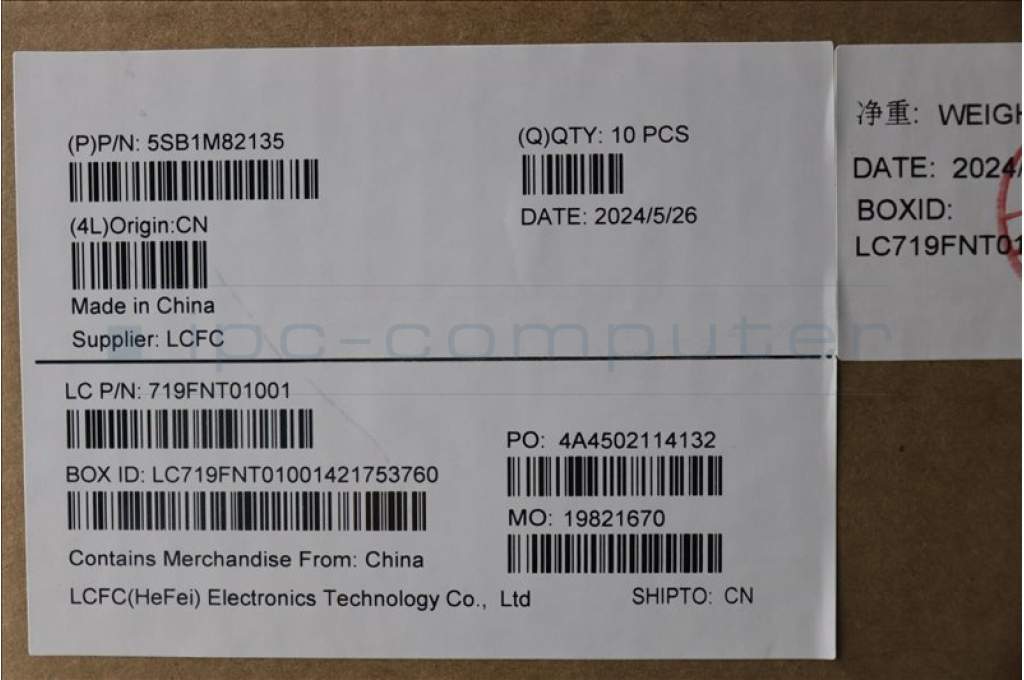 (P)P/N: 5SB1M82135
(Q)QTY: 10 PCS
(4L)Origin:CN
DATE: 2024/5/26
Made in China
Supplier: LCFC
LC P/N: 719FNT01001
PO: 4A4502114132
BOX ID: LC719FNT01001421753760
MO: 19821670
Contains Merchandise From: China
LCFC(HeFei) Electronics Technology Co., Ltd
SHIPTO: CN
净重: WEIGH
DATE: 2024/
BOXID:
LC719FNT01
ipc-computer